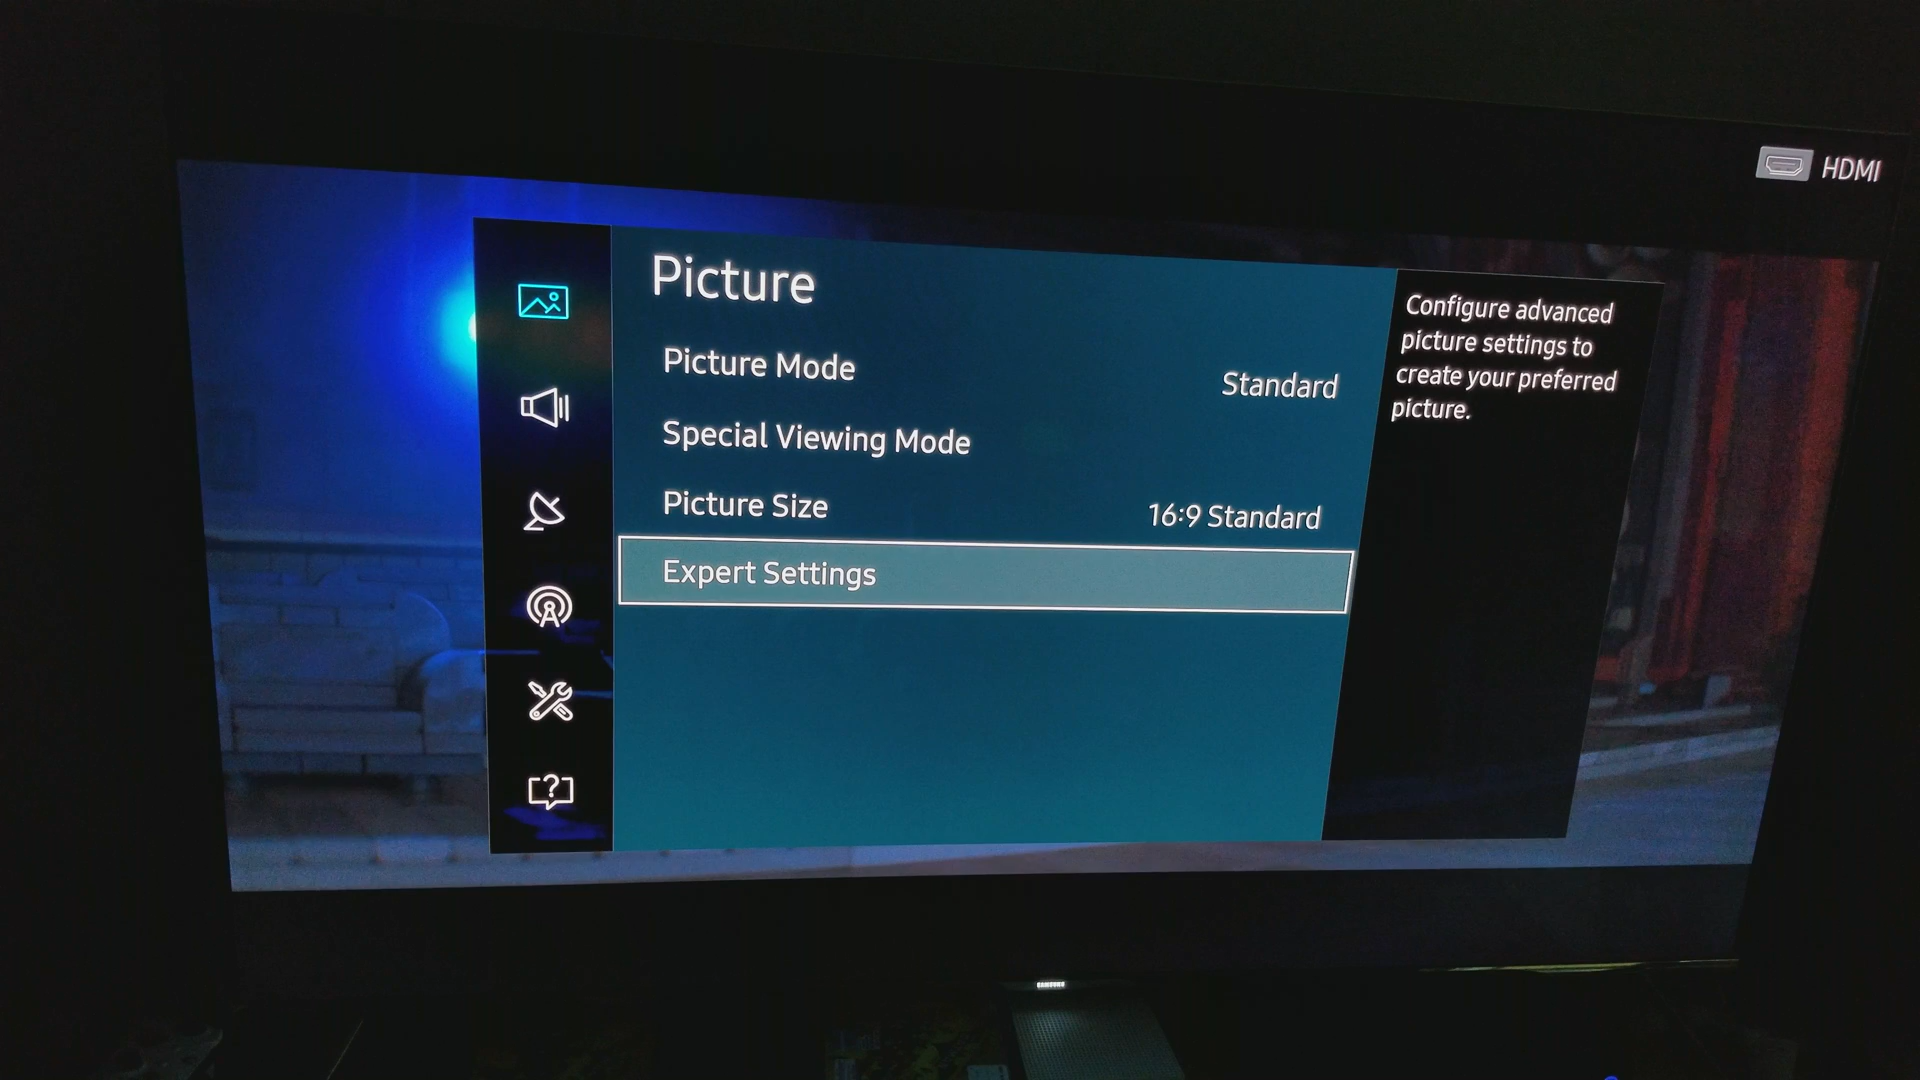 HDMI
Picture
Picture Mode
Standard
Special Viewing Mode
Picture Size
16:9 Standard
Expert Settings
Configure advanced
picture settings to
create your preferred
picture.
SAMSUNG